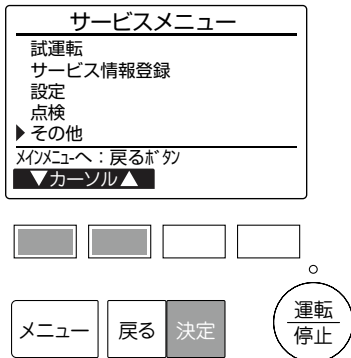 サービスメニュー
試運転
サービス情報登録
設定
点検
▶その他
ﾒｲﾝﾒﾆｭｰへ：戻るﾎﾞﾀﾝ
▼カーソル▲
メニュー
戻る
決定
運転
停止